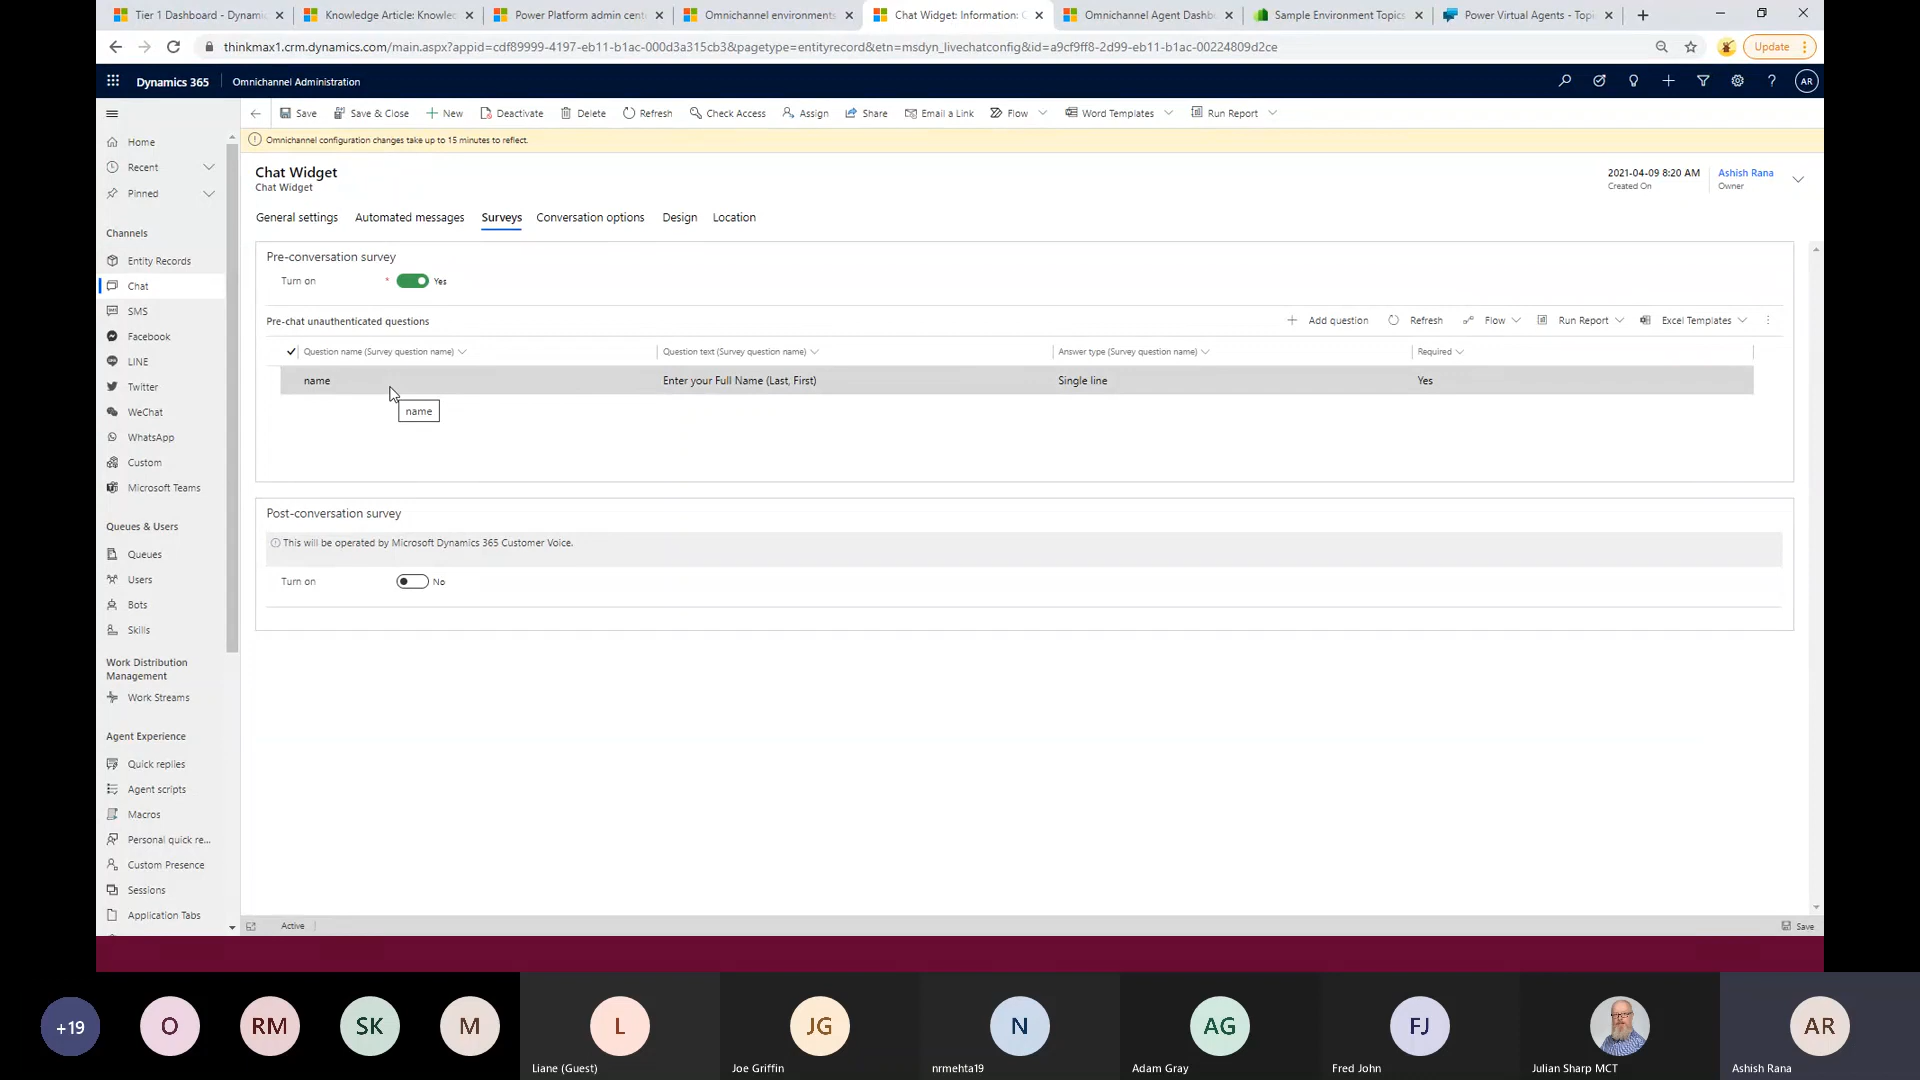 Tier 1 Dashboard - Dynamic
Knowledge Article: Knowlec
Power Platform admin cent
Omnichannel environments
Chat Widget: Information: C
Omnichannel Agent Dashb
Sample Environment Topics
Power Virtual Agents - Topi
thinkmax1.crm.dynamics.com/main.aspx?appid=cdf89999-4197-eb11-b1ac-000d3a315cb3&pagetype=entityrecord&etn=msdyn_livechatconfig&id=a9cf9ff8-2d99-eb11-b1ac-00224809d2ce
Update
Dynamics 365
Omnichannel Administration
AR
Save
Save & Close
New
Deactivate
Delete
Refresh
Check Access
Assign
Share
Email a Link
Flow
Word Templates
Run Report
Omnichannel configuration changes take up to 15 minutes to reflect.
Home
Recent
Pinned
Channels
Entity Records
Chat
SMS
Facebook
LINE
Twitter
WeChat
WhatsApp
Custom
Microsoft Teams
Queues & Users
Queues
Users
Bots
Skills
Work Distribution
Management
Work Streams
Agent Experience
Quick replies
Agent scripts
Macros
Personal quick re...
Custom Presence
Sessions
Application Tabs
Chat Widget
Chat Widget
2021-04-09 8:20 AM
Created On
Ashish Rana
Owner
General settings
Automated messages
Surveys
Conversation options
Design
Location
Pre-conversation survey
Turn on * Yes
Pre-chat unauthenticated questions
Add question
Refresh
Flow
Run Report
Excel Templates
Question name (Survey question name)
Question text (Survey question name)
Answer type (Survey question name)
Required
name
Enter your Full Name (Last, First)
Single line
Yes
name
Post-conversation survey
This will be operated by Microsoft Dynamics 365 Customer Voice.
Turn on No
Active
Save
+19
O
RM
SK
M
L
JG
N
AG
FJ
AR
Liane (Guest)
Joe Griffin
nrmehta19
Adam Gray
Fred John
Julian Sharp MCT
Ashish Rana